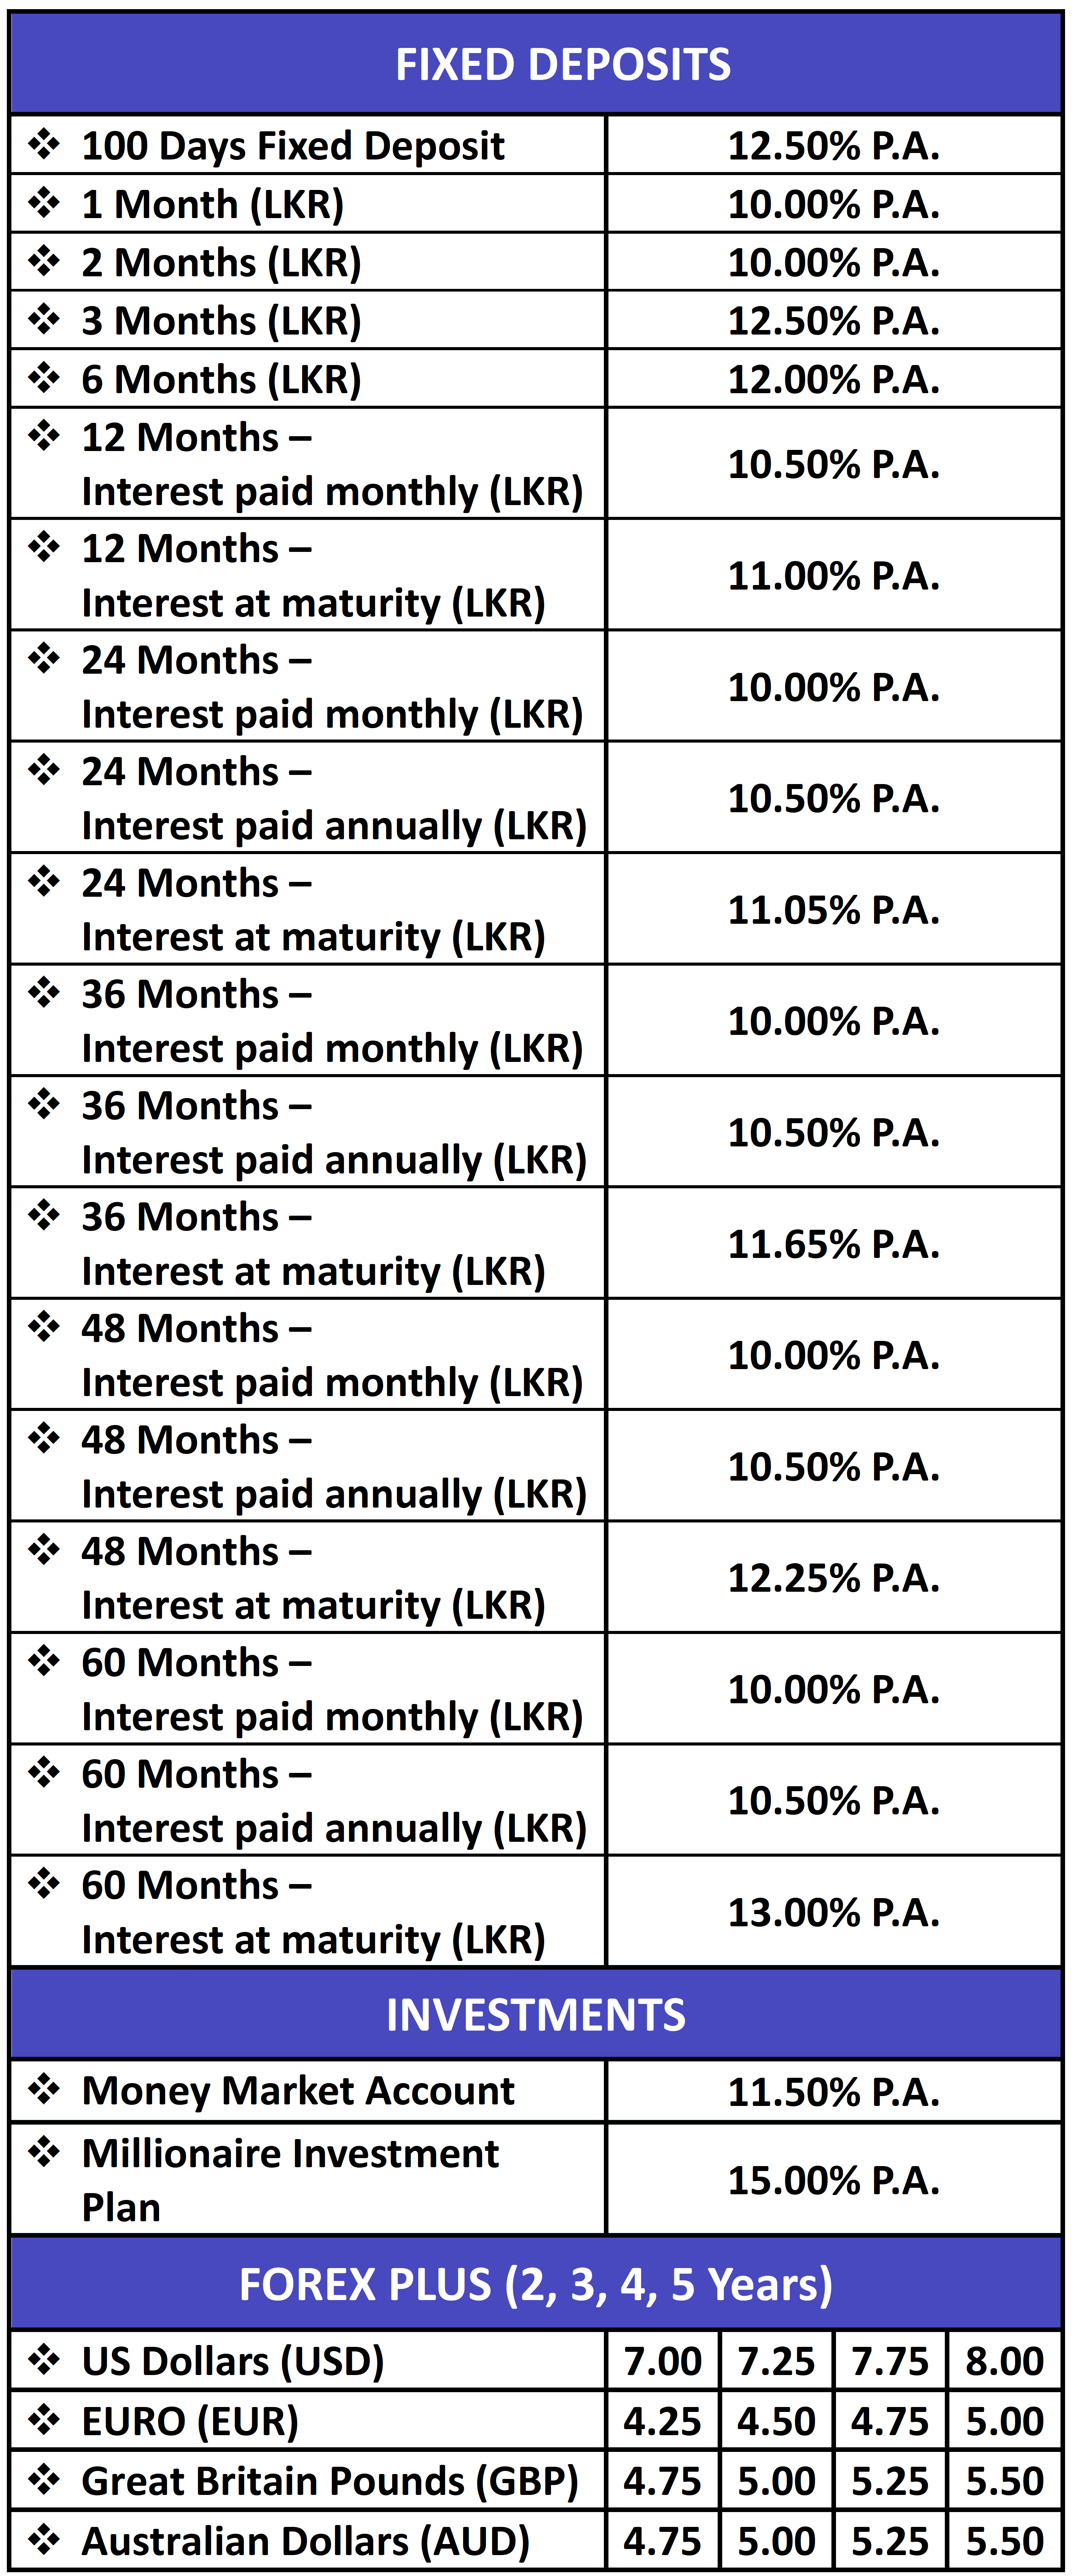 FIXED DEPOSITS
❖ 100 Days Fixed Deposit 12.50% P.A.
❖ 1 Month (LKR) 10.00% P.A.
❖ 2 Months (LKR) 10.00% P.A.
❖ 3 Months (LKR) 12.50% P.A.
❖ 6 Months (LKR) 12.00% P.A.
❖ 12 Months –
Interest paid monthly (LKR) 10.50% P.A.
❖ 12 Months –
Interest at maturity (LKR) 11.00% P.A.
❖ 24 Months –
Interest paid monthly (LKR) 10.00% P.A.
❖ 24 Months –
Interest paid annually (LKR) 10.50% P.A.
❖ 24 Months –
Interest at maturity (LKR) 11.05% P.A.
❖ 36 Months –
Interest paid monthly (LKR) 10.00% P.A.
❖ 36 Months –
Interest paid annually (LKR) 10.50% P.A.
❖ 36 Months –
Interest at maturity (LKR) 11.65% P.A.
❖ 48 Months –
Interest paid monthly (LKR) 10.00% P.A.
❖ 48 Months –
Interest paid annually (LKR) 10.50% P.A.
❖ 48 Months –
Interest at maturity (LKR) 12.25% P.A.
❖ 60 Months –
Interest paid monthly (LKR) 10.00% P.A.
❖ 60 Months –
Interest paid annually (LKR) 10.50% P.A.
❖ 60 Months –
Interest at maturity (LKR) 13.00% P.A.
INVESTMENTS
❖ Money Market Account 11.50% P.A.
❖ Millionaire Investment
Plan 15.00% P.A.
FOREX PLUS (2, 3, 4, 5 Years)
❖ US Dollars (USD) 7.00 7.25 7.75 8.00
❖ EURO (EUR) 4.25 4.50 4.75 5.00
❖ Great Britain Pounds (GBP) 4.75 5.00 5.25 5.50
❖ Australian Dollars (AUD) 4.75 5.00 5.25 5.50